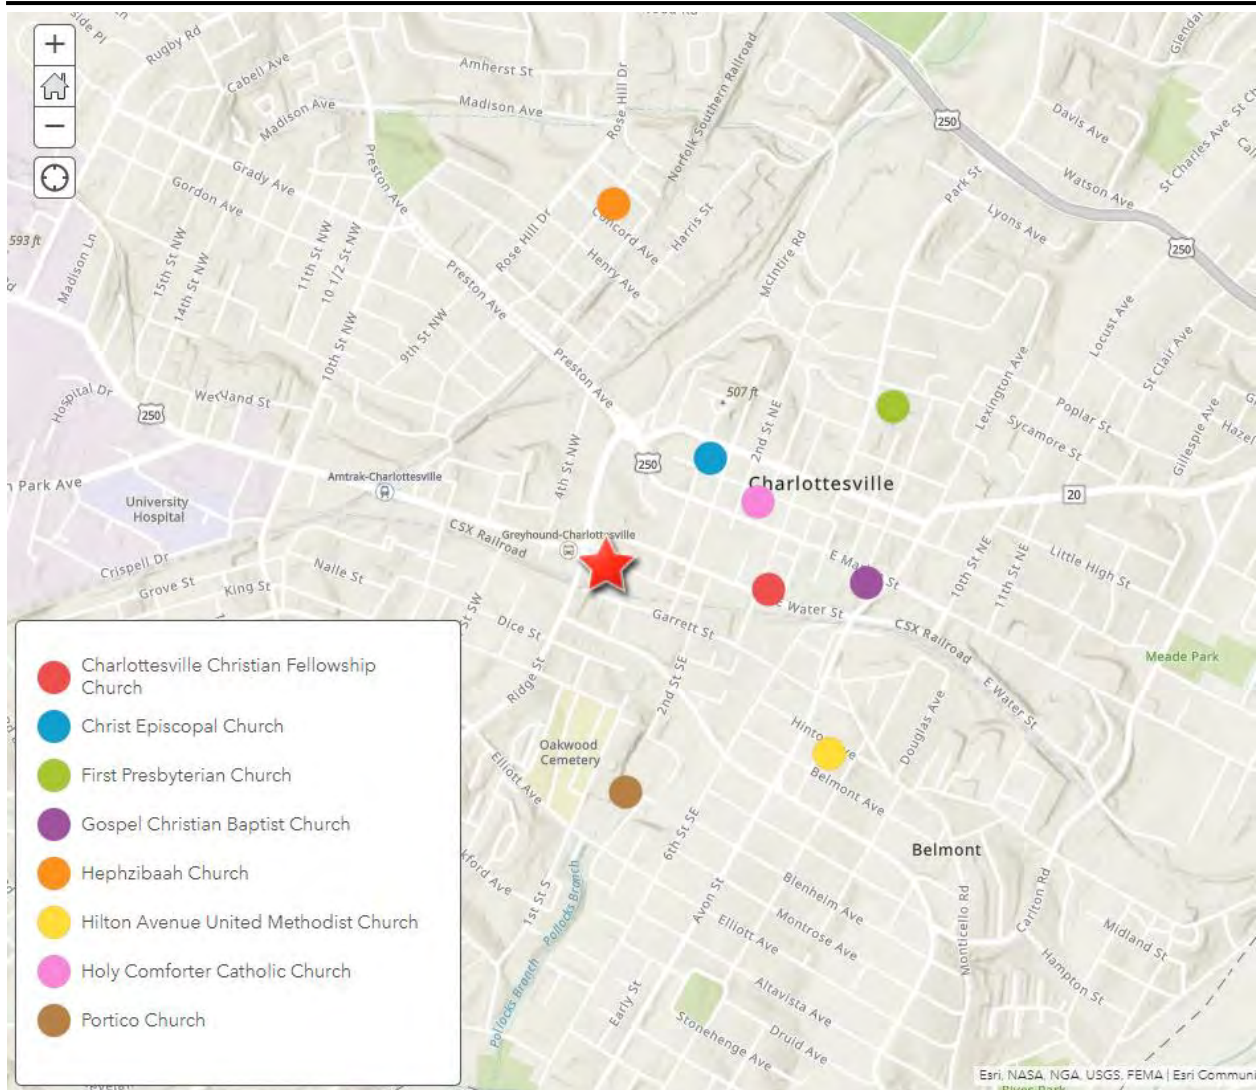 Rugby Rd
Cabell Ave
Amherst St
Madison Ave
Madison Ave
Rose Hill Dr
Norfolk Southern Railroad
250
Glendal
Davis Ave
St Charles Ave
St Ch
Watson Ave
Park St
Lyons Ave
250
Grady Ave
Gordon Ave
Preston Ave
Concord Ave
Harris St
Henry Ave
Rose Hill Dr
McIntire Rd
593 ft
Madison Ln
15th St NW
14th St NW
11th St NW
10 1/2 St NW
Preston Ave
9th St NW
10th St NW
Preston Ave
507 ft
2nd St NE
Locust Ave
St Clair Ave
Lexington Ave
Poplar St
Sycamore St
Gillespie Ave
Hazel
Hospital Dr
250
4th St NW
250
Charlottesville
20
n Park Ave
University
Hospital
Amtrak-Charlottesville
CSX Railroad
Greyhound-Charlottesville
E Water St
10th St NE
11th St NE
Little High St
Crispell Dr
Grove St
King St
Naile St
Dice St
Garrett St
CSX Railroad
Meade Park
Ridge St
2nd St SE
E Water St
Douglas Ave
Oakwood
Cemetery
Elliott Ave
Belmont Ave
6th St SE
Belmont
1st St S
Pollocks Branch
Pollocks Branch
Avon St
Blenheim Ave
Montrose Ave
Elliott Ave
Monticello Rd
Carlton Rd
Midland St
Hampton St
Altavista Ave
Druid Ave
Early St
Stonehenge Ave
Charlottesville Christian Fellowship
Church
Christ Episcopal Church
First Presbyterian Church
Gospel Christian Baptist Church
Hephzibaah Church
Hilton Avenue United Methodist Church
Holy Comforter Catholic Church
Portico Church
Esri, NASA, NGA, USGS, FEMA | Esri Communi